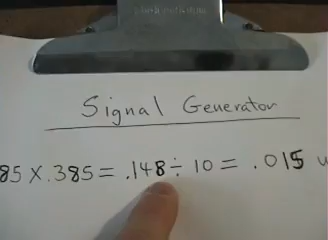 Signal Generator
85 X .385 = .148 ÷ 10 = .015